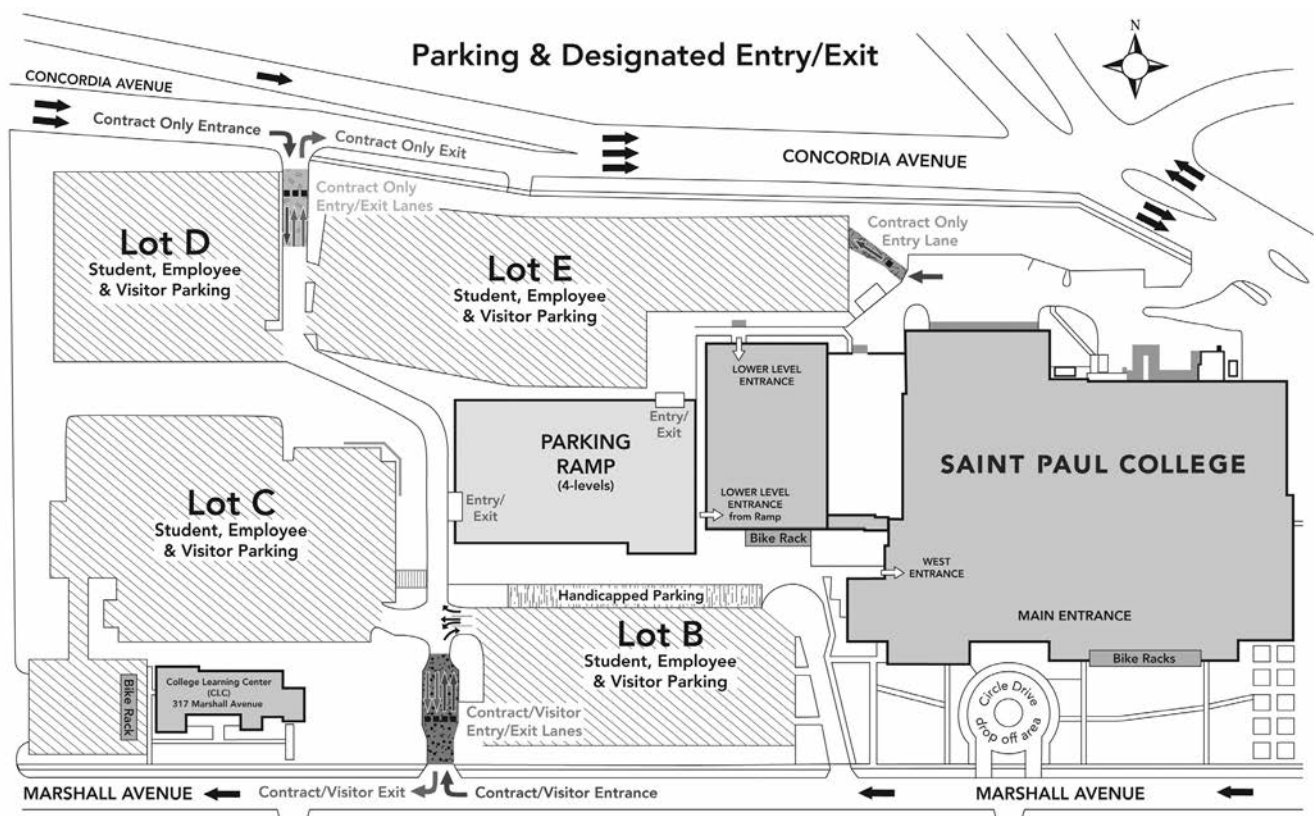 Parking & Designated Entry/Exit
N
CONCORDIA AVENUE
Contract Only Entrance
Contract Only Exit
CONCORDIA AVENUE
Contract Only
Entry/Exit Lanes
Contract Only
Entry Lane
Lot D
Student, Employee
& Visitor Parking
Lot E
Student, Employee
& Visitor Parking
LOWER LEVEL
ENTRANCE
Entry/
Exit
PARKING
RAMP
(4-levels)
SAINT PAUL COLLEGE
Lot C
Student, Employee
& Visitor Parking
Entry/
Exit
LOWER LEVEL
ENTRANCE
from Ramp
Bike Rack
WEST
ENTRANCE
Handicapped Parking
MAIN ENTRANCE
Lot B
Student, Employee
& Visitor Parking
Bike Racks
College Learning Center
(CLC)
317 Marshall Avenue
Bike Rack
Contract/Visitor
Entry/Exit Lanes
Circle Drive
drop off area
MARSHALL AVENUE
Contract/Visitor Exit
Contract/Visitor Entrance
MARSHALL AVENUE